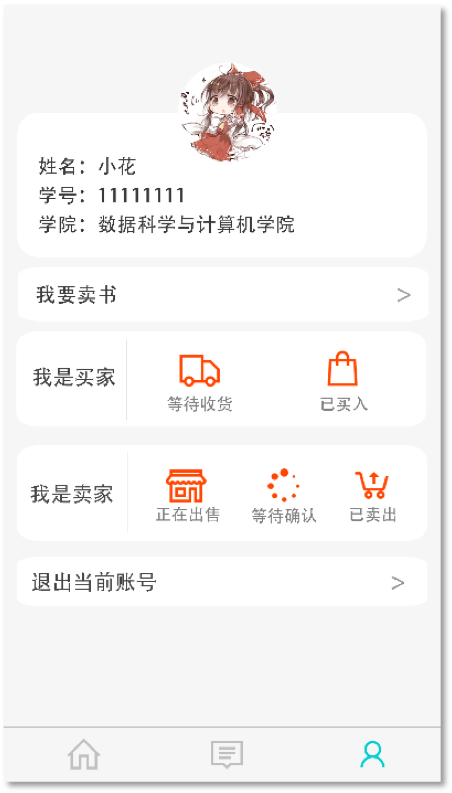 姓名：小花
学号：11111111
学院：数据科学与计算机学院
我要卖书 >
我是买家
等待收货 已买入
我是卖家
正在出售 等待确认 已卖出
退出当前账号 >